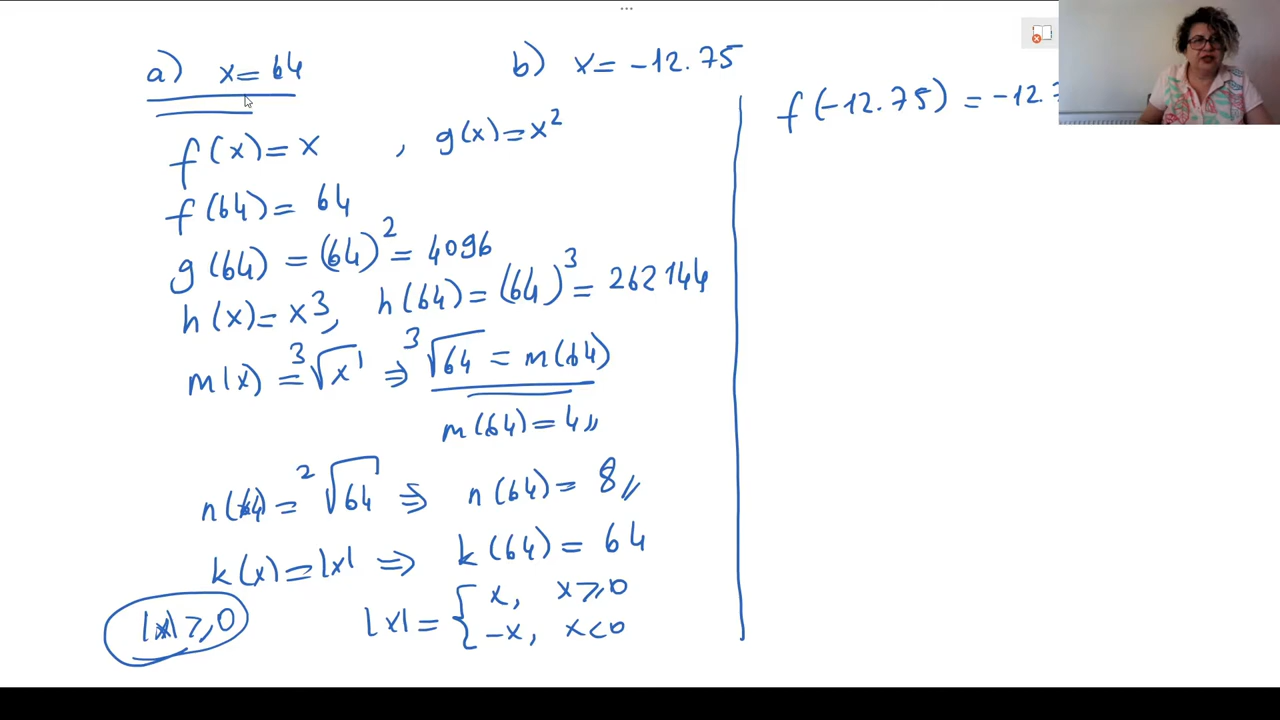 a) x = 64
b) x = -12.75
f(x) = x , g(x) = x²
f(64) = 64
g(64) = (64)² = 4096
h(x) = x3, h(64) = (64)³ = 262144
m(x) = ³√x ⇒ ³√64 = m(64)
m(64) = 4,,
n(64) = ²√64 ⇒ n(64) = 8,,
k(x) = |x| ⇒ k(64) = 64
|x| ≥ 0
|x| = { x, x ≥ 0
-x, x < 0
f(-12.75) = -12.7